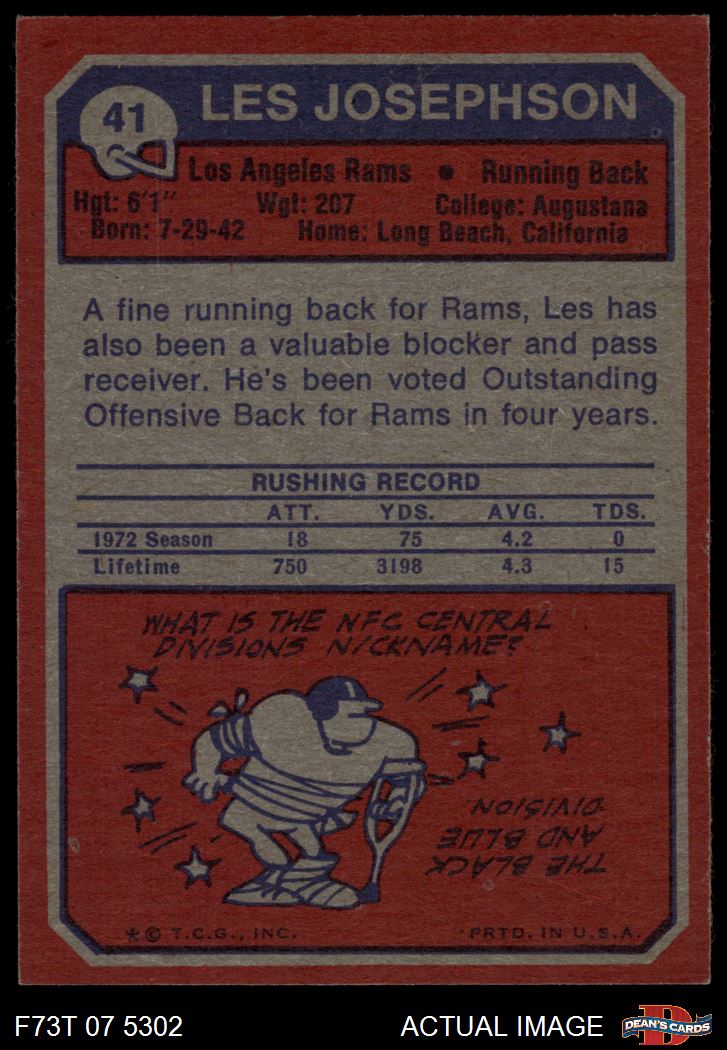 41
LES JOSEPHSON
Los Angeles Rams • Running Back
Hgt: 6'1" Wgt: 207 College: Augustana
Born: 7-29-42 Home: Long Beach, California
A fine running back for Rams, Les has
also been a valuable blocker and pass
receiver. He's been voted Outstanding
Offensive Back for Rams in four years.
RUSHING RECORD
ATT. YDS. AVG. TDS.
1972 Season 18 75 4.2 0
Lifetime 750 3198 4.3 15
WHAT IS THE NFC CENTRAL
DIVISIONS NICKNAME?
THE BLACK
AND BLUE
DIVISION
* © T.C.G., INC. PRTD. IN U.S.A.
F73T 07 5302 ACTUAL IMAGE
D
DEAN'S CARDS